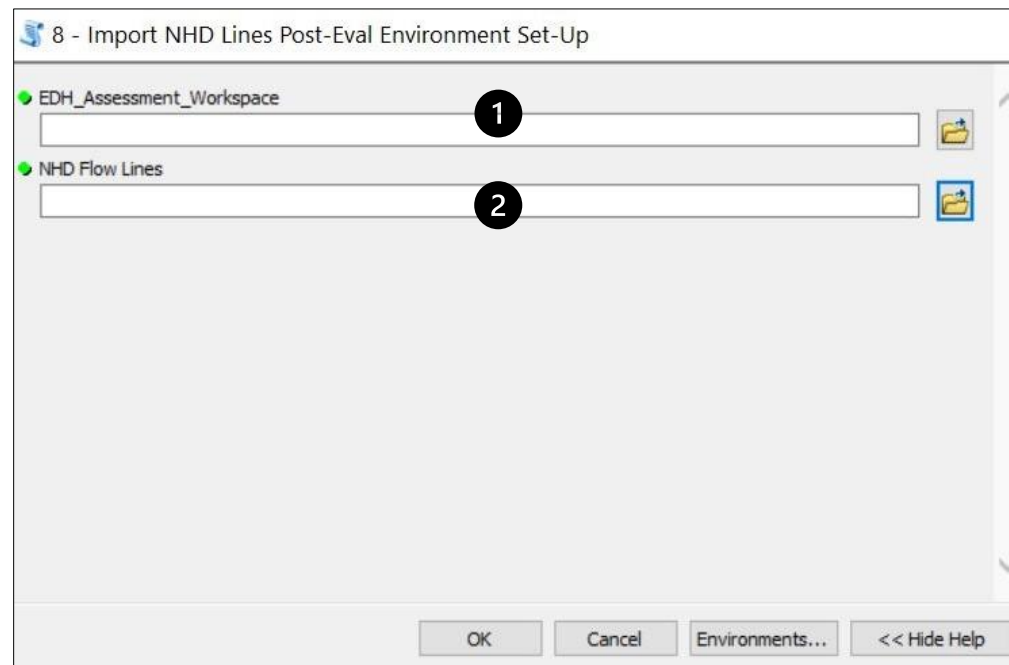 8 - Import NHD Lines Post-Eval Environment Set-Up
EDH_Assessment_Workspace
1
NHD Flow Lines
2
OK Cancel Environments... << Hide Help